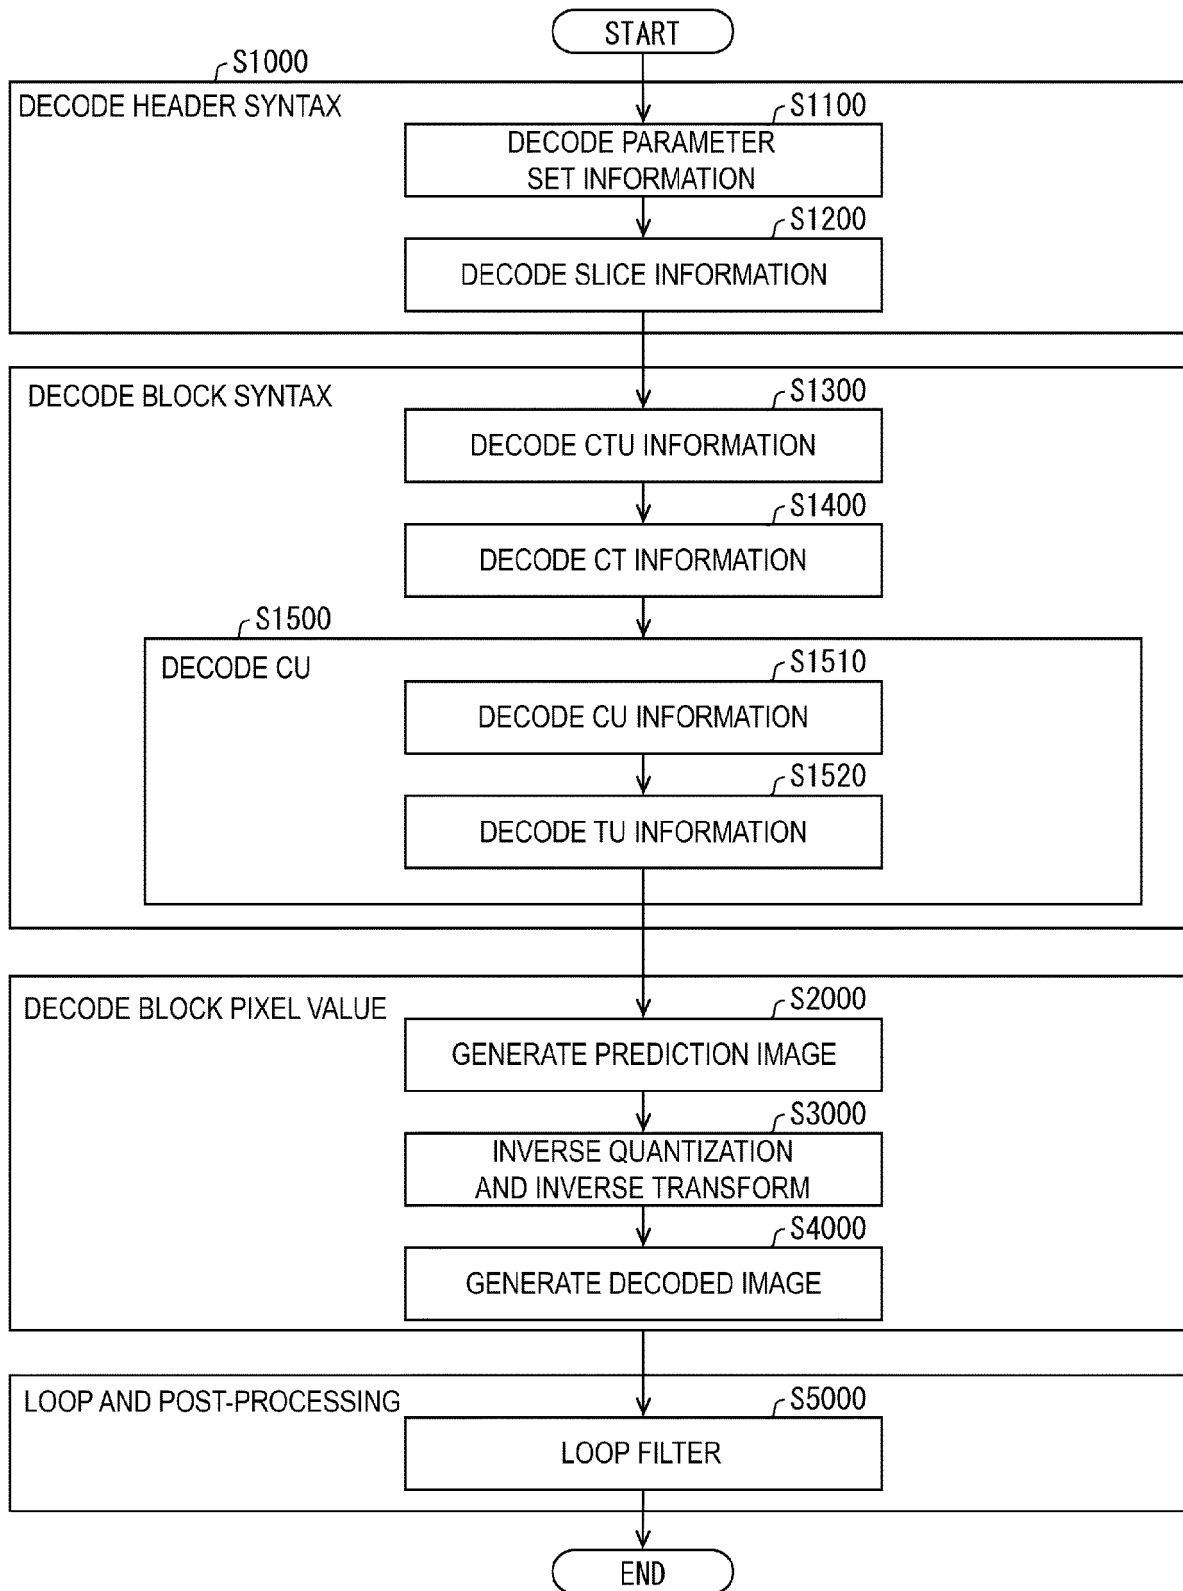 START
S1000
DECODE HEADER SYNTAX
S1100
DECODE PARAMETER
SET INFORMATION
S1200
DECODE SLICE INFORMATION
DECODE BLOCK SYNTAX
S1300
DECODE CTU INFORMATION
S1400
DECODE CT INFORMATION
S1500
DECODE CU
S1510
DECODE CU INFORMATION
S1520
DECODE TU INFORMATION
DECODE BLOCK PIXEL VALUE
S2000
GENERATE PREDICTION IMAGE
S3000
INVERSE QUANTIZATION
AND INVERSE TRANSFORM
S4000
GENERATE DECODED IMAGE
LOOP AND POST-PROCESSING
S5000
LOOP FILTER
END